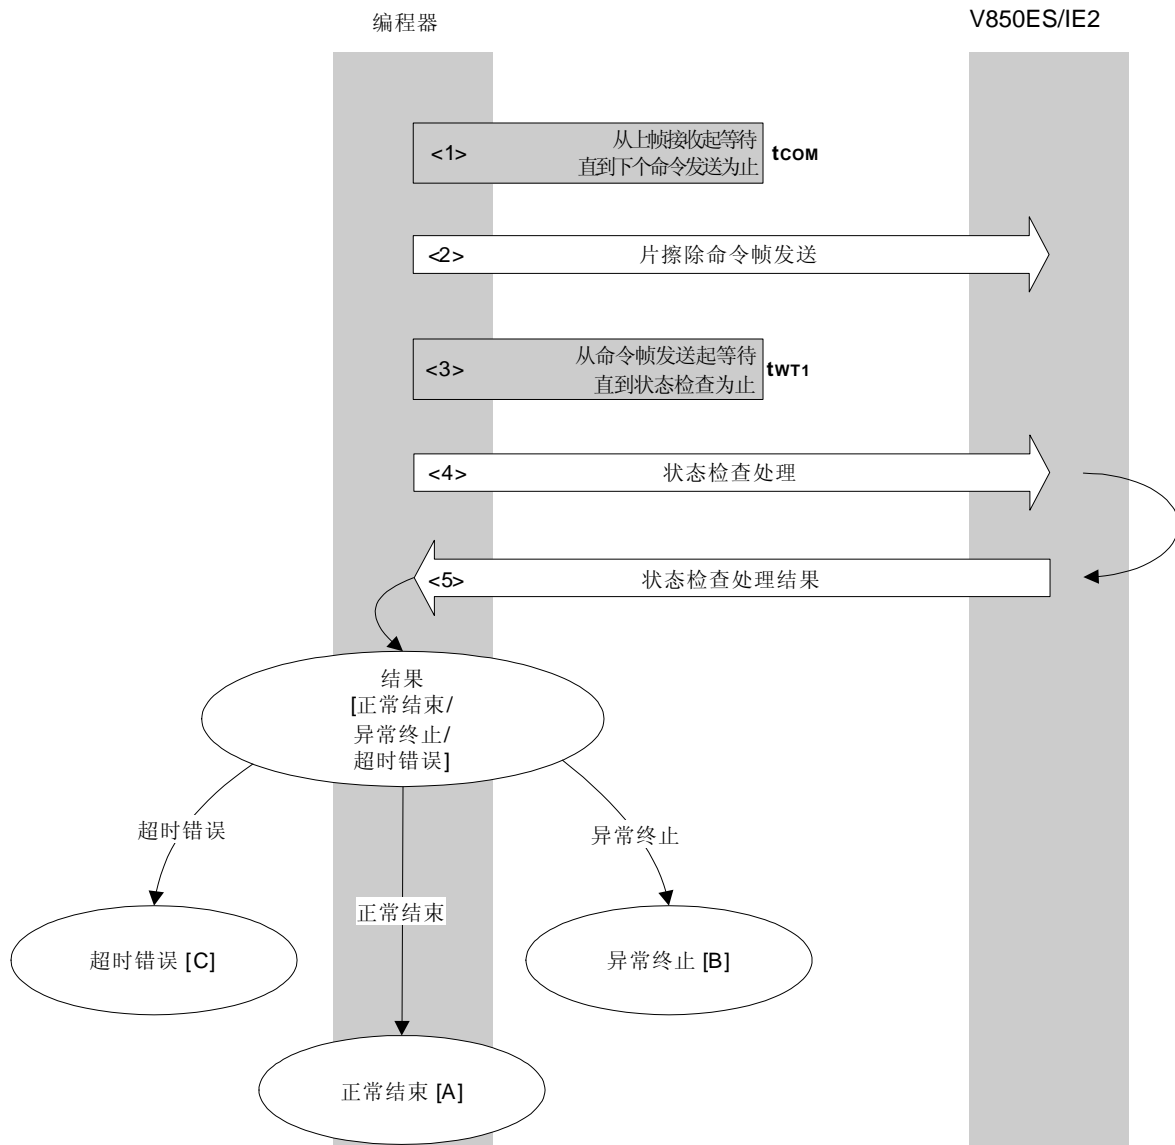 编程器
V850ES/IE2
<1>
从上帧接收起等待
直到下个命令发送为止
tCOM
<2>
片擦除命令帧发送
<3>
从命令帧发送起等待
直到状态检查为止
tWT1
<4>
状态检查处理
<5>
状态检查处理结果
结果
[正常结束/
异常终止/
超时错误]
超时错误
异常终止
正常结束
超时错误 [C]
异常终止 [B]
正常结束 [A]